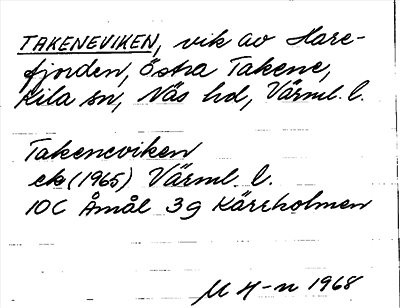 TAKENEVIKEN, vik av Hare-
fjorden, Östra Takene,
Kila sn, Näs hd, Värml. l.
Takeneviken
ek (1965) Värml. l.
10C Åmål 3g Kärrholmen
M H-n 1968